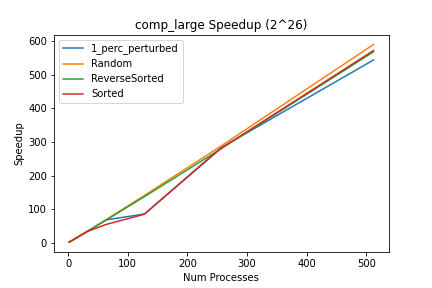 comp_large Speedup (2^26)
600
500
400
300
200
100
0
Speedup
1_perc_perturbed
Random
ReverseSorted
Sorted
0 100 200 300 400 500
Num Processes